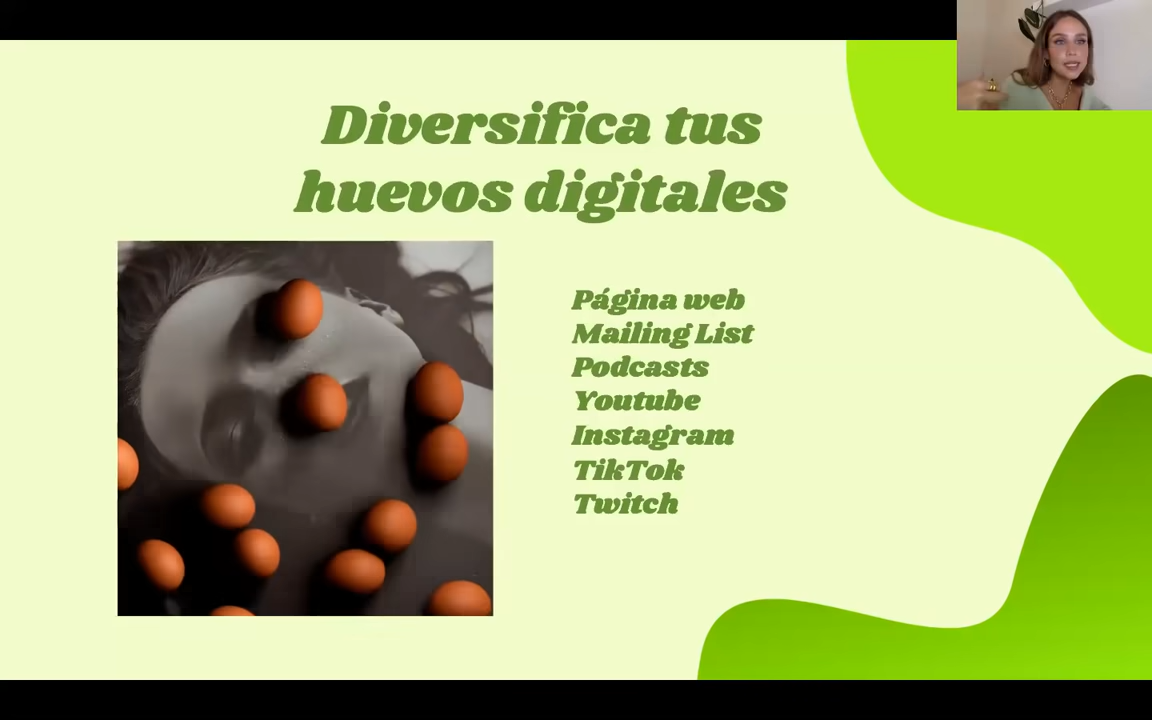 Diversifica tus
huevos digitales
Página web
Mailing List
Podcasts
Youtube
Instagram
TikTok
Twitch